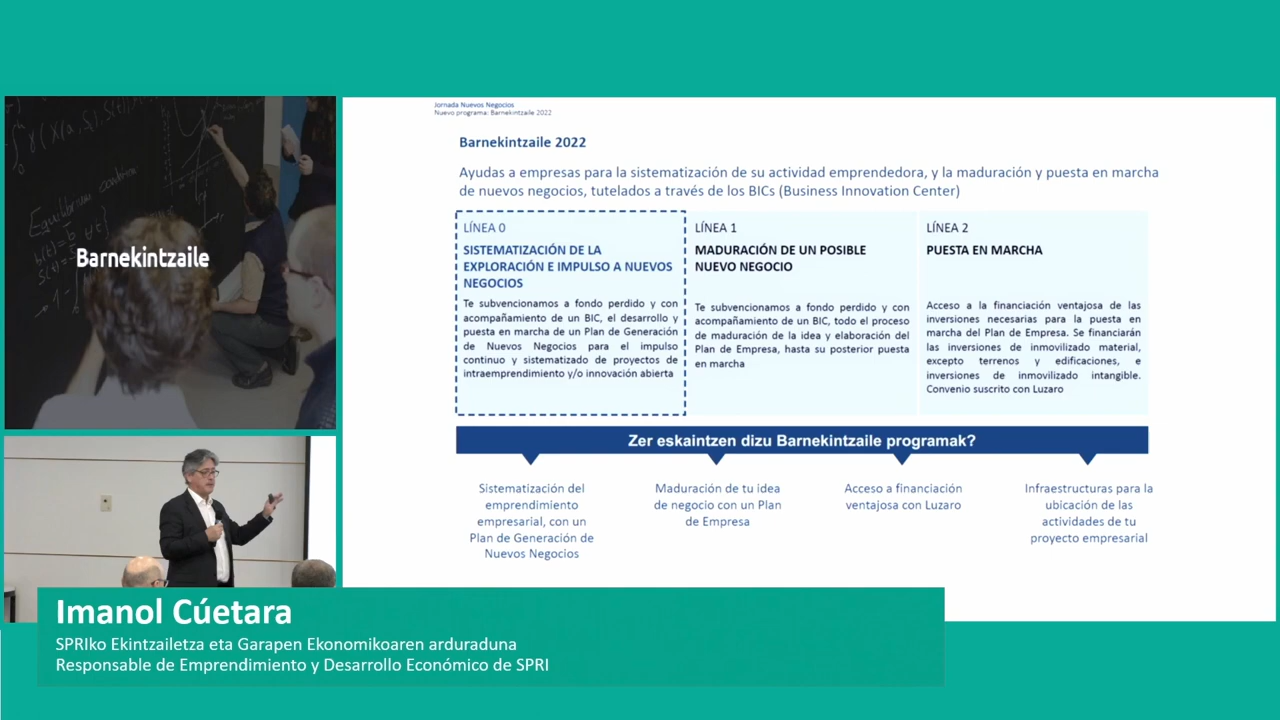 Barnekintzaile
Jornada Nuevos Negocios
Nuevo programa: Barnekintzaile 2022
Barnekintzaile 2022
Ayudas a empresas para la sistematización de su actividad emprendedora, y la maduración y puesta en marcha
de nuevos negocios, tutelados a través de los BICs (Business Innovation Center)
LÍNEA 0
SISTEMATIZACIÓN DE LA
EXPLORACIÓN E IMPULSO A NUEVOS
NEGOCIOS
Te subvencionamos a fondo perdido y con
acompañamiento de un BIC, el desarrollo y
puesta en marcha de un Plan de Generación
de Nuevos Negocios para el impulso
continuo y sistematizado de proyectos de
intraemprendimiento y/o innovación abierta
LÍNEA 1
MADURACIÓN DE UN POSIBLE
NUEVO NEGOCIO
Te subvencionamos a fondo perdido y con
acompañamiento de un BIC, todo el proceso
de maduración de la idea y elaboración del
Plan de Empresa, hasta su posterior puesta
en marcha
LÍNEA 2
PUESTA EN MARCHA
Acceso a la financiación ventajosa de las
inversiones necesarias para la puesta en
marcha del Plan de Empresa. Se financiarán
las inversiones de inmovilizado material,
excepto terrenos y edificaciones, e
inversiones de inmovilizado intangible.
Convenio suscrito con Luzaro
Zer eskaintzen dizu Barnekintzaile programak?
Sistematización del
emprendimiento
empresarial, con un
Plan de Generación de
Nuevos Negocios
Maduración de tu idea
de negocio con un Plan
de Empresa
Acceso a financiación
ventajosa con Luzaro
Infraestructuras para la
ubicación de las
actividades de tu
proyecto empresarial
Imanol Cúetara
SPRIko Ekintzailetza eta Garapen Ekonomikoaren arduraduna
Responsable de Emprendimiento y Desarrollo Económico de SPRI